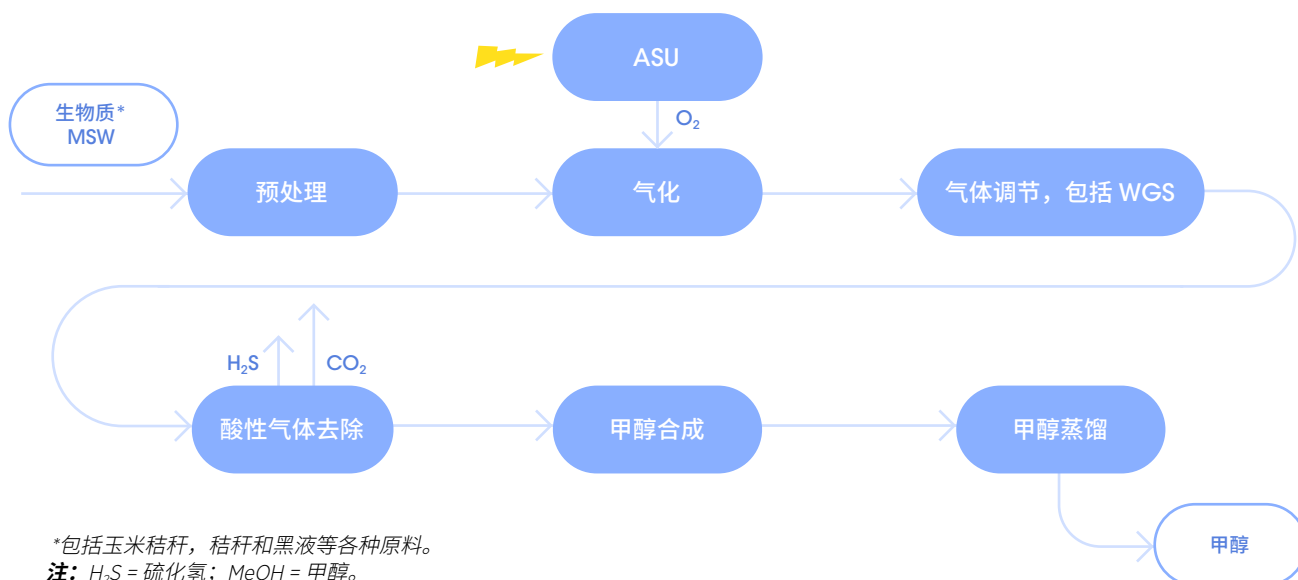 ASU
生物质*
MSW
O₂
预处理
气化
气体调节，包括 WGS
H₂S
CO₂
酸性气体去除
甲醇合成
甲醇蒸馏
甲醇
*包括玉米秸秆，秸秆和黑液等各种原料。
注：H₂S = 硫化氢；MeOH = 甲醇。